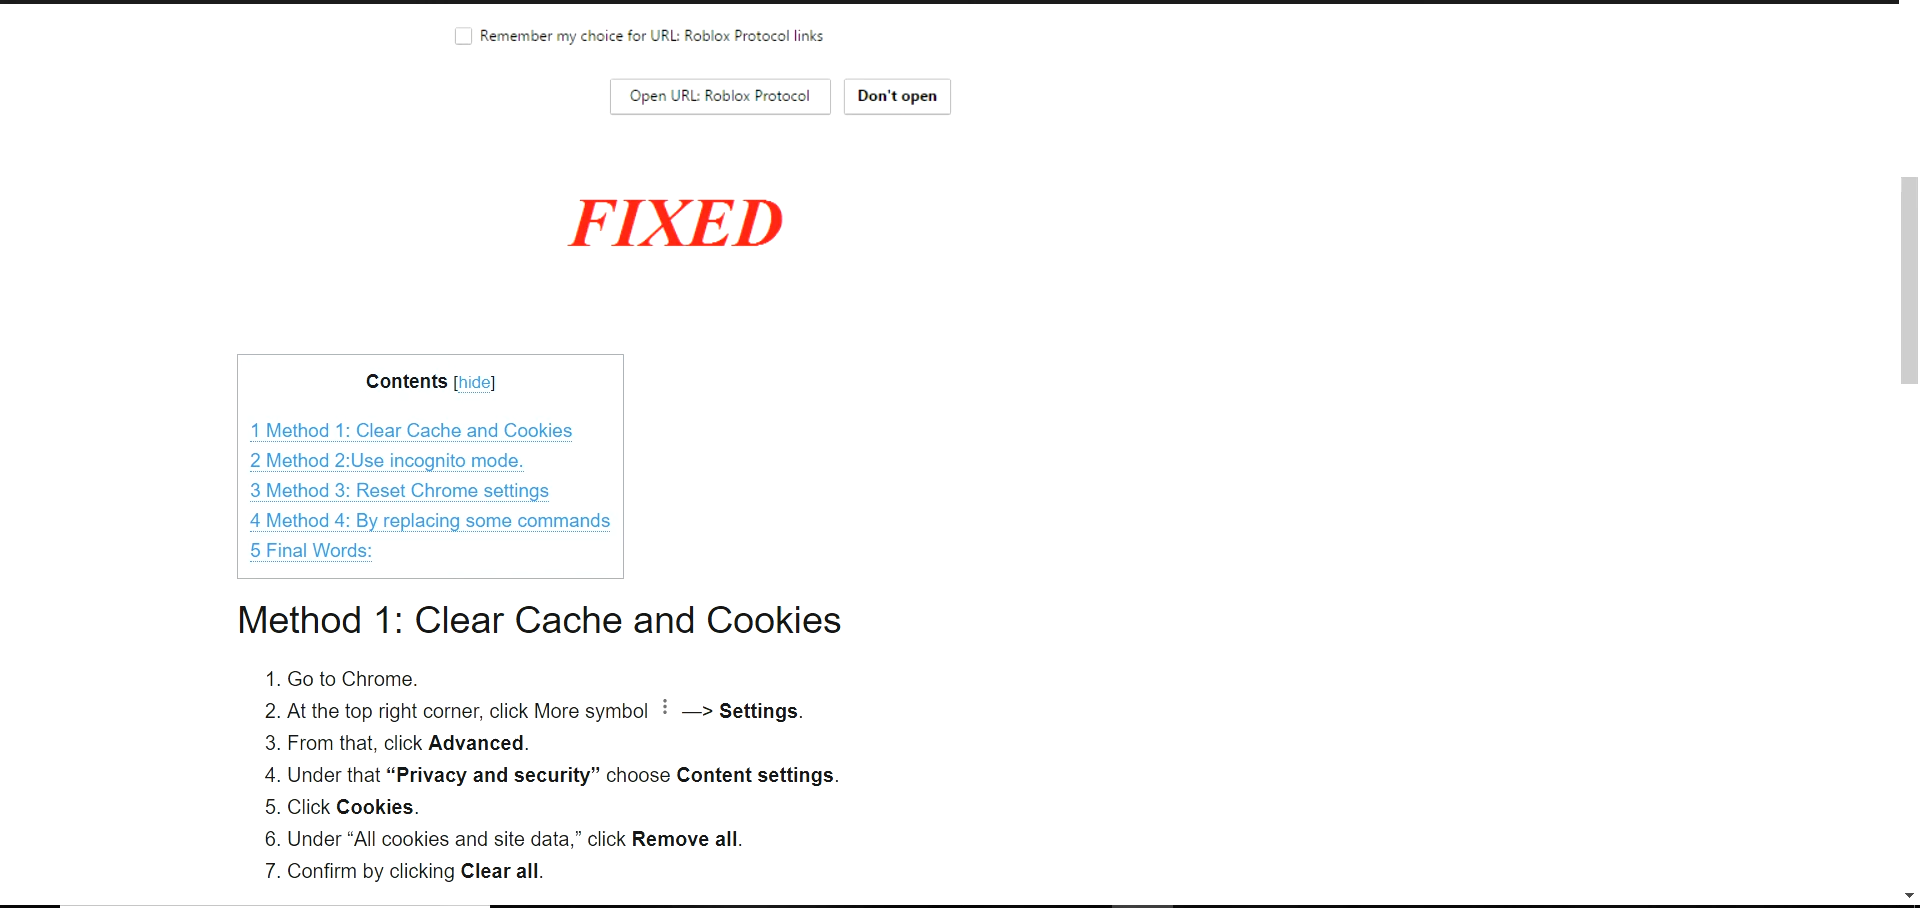 Remember my choice for URL: Roblox Protocol links
Open URL: Roblox Protocol Don't open
FIXED
Contents [hide]
1 Method 1: Clear Cache and Cookies
2 Method 2:Use incognito mode.
3 Method 3: Reset Chrome settings
4 Method 4: By replacing some commands
5 Final Words:
Method 1: Clear Cache and Cookies
1. Go to Chrome.
2. At the top right corner, click More symbol ⋮ —> Settings.
3. From that, click Advanced.
4. Under that “Privacy and security” choose Content settings.
5. Click Cookies.
6. Under “All cookies and site data,” click Remove all.
7. Confirm by clicking Clear all.